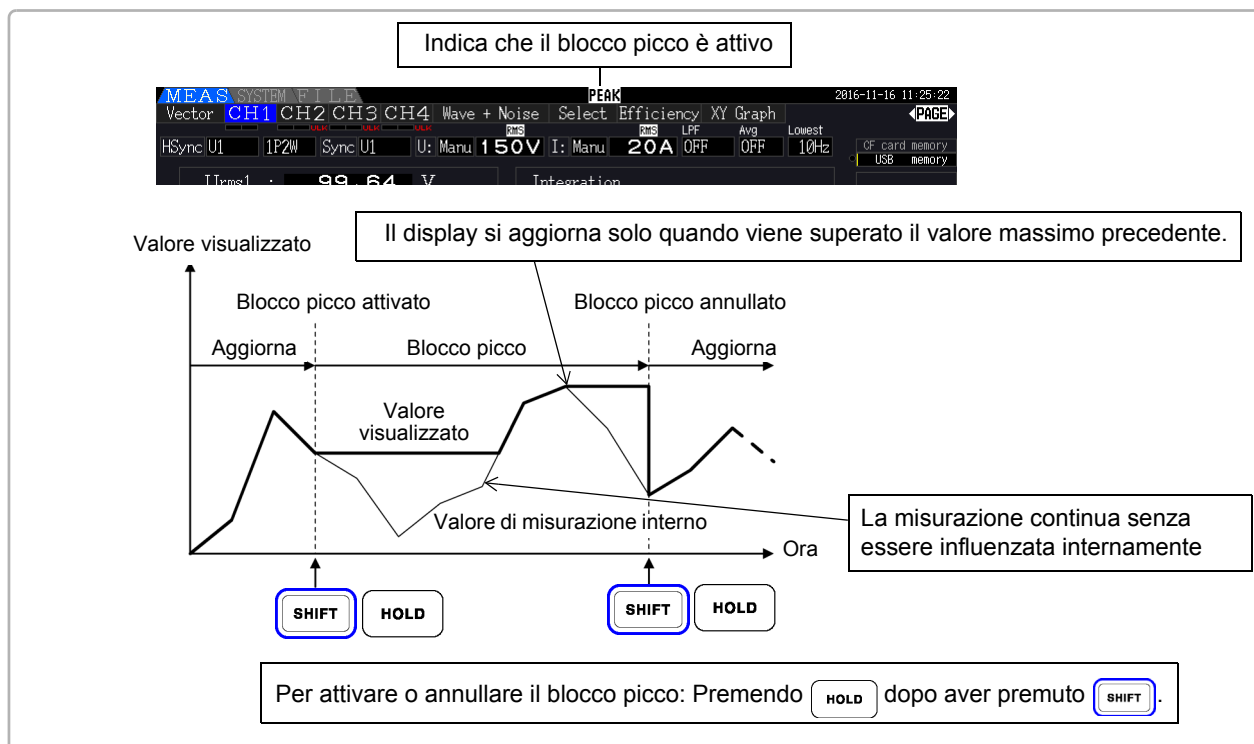 Indica che il blocco picco è attivo
MEAS SYSTEM FILE PEAK 2016-11-16 11:25:22
Vector CH1 CH2 CH3 CH4 Wave + Noise Select Efficiency XY Graph PAGE
RMS RMS LPF Avg Lowest
HSync U1 1P2W Sync U1 U: Manu 150V I: Manu 20A OFF OFF 10Hz CF card memory
USB memory
Urms1 : 99.64 V Integration
Il display si aggiorna solo quando viene superato il valore massimo precedente.
Valore visualizzato
Blocco picco attivato Blocco picco annullato
Aggiorna Blocco picco Aggiorna
Valore
visualizzato
Valore di misurazione interno
La misurazione continua senza
essere influenzata internamente
Ora
SHIFT HOLD SHIFT HOLD
Per attivare o annullare il blocco picco: Premendo HOLD dopo aver premuto SHIFT.